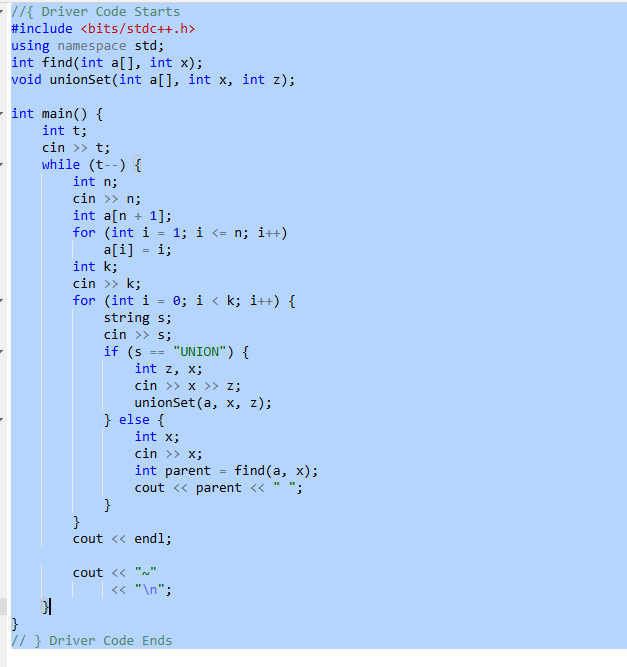 //{ Driver Code Starts
#include <bits/stdc++.h>
using namespace std;
int find(int a[], int x);
void unionSet(int a[], int x, int z);

int main() {
    int t;
    cin >> t;
    while (t--) {
        int n;
        cin >> n;
        int a[n + 1];
        for (int i = 1; i <= n; i++)
            a[i] = i;
        int k;
        cin >> k;
        for (int i = 0; i < k; i++) {
            string s;
            cin >> s;
            if (s == "UNION") {
                int z, x;
                cin >> x >> z;
                unionSet(a, x, z);
            } else {
                int x;
                cin >> x;
                int parent = find(a, x);
                cout << parent << " ";
            }
        }
        cout << endl;

        cout << "~"
             << "\n";
    }
}
// } Driver Code Ends